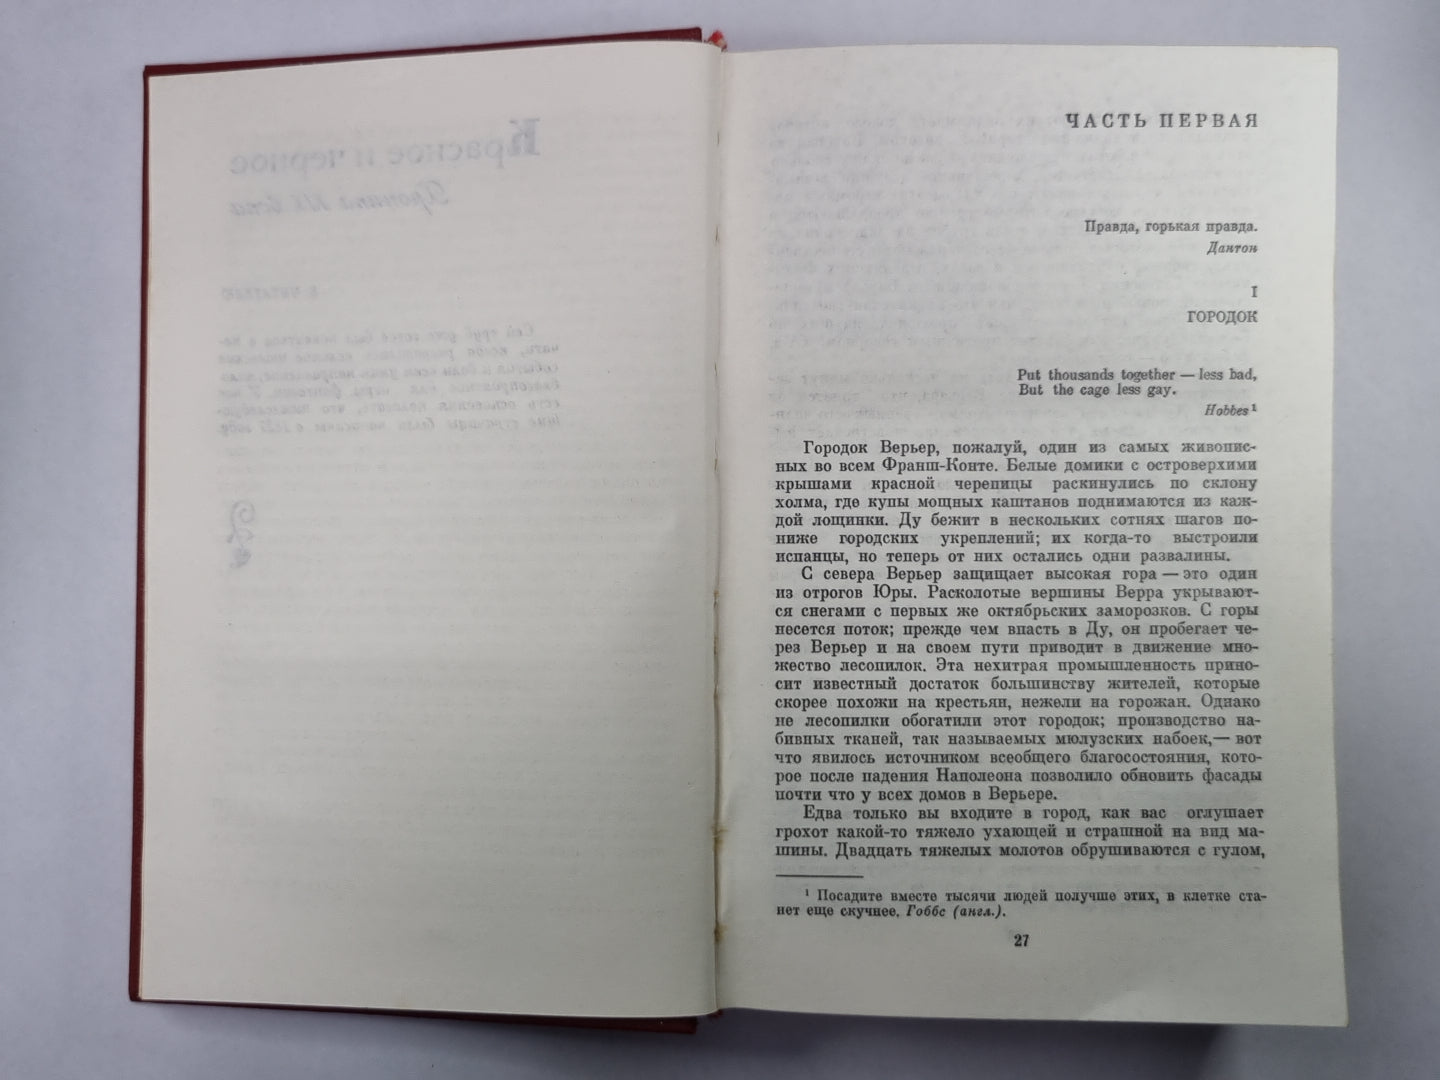 Красное и черное
Хроника XIX века
К ЧИТАТЕЛЮ
ЧАСТЬ ПЕРВАЯ
Правда, горькая правда.
Дантон
I
ГОРОДОК
Put thousands together — less bad,
But the cage less gay.
Hobbes ¹
Городок Верьер, пожалуй, один из самых живопис-
ных во всем Франш-Конте. Белые домики с островерхими
крышами красной черепицы раскинулись по склону
холма, где купы мощных каштанов поднимаются из каж-
дой лощинки. Ду бежит в нескольких сотнях шагов по-
ниже городских укреплений; их когда-то выстроили
испанцы, но теперь от них остались одни развалины.
С севера Верьер защищает высокая гора — это один
из отрогов Юры. Расколотые вершины Верра укрывают-
ся снегами с первых же октябрьских заморозков. С горы
несется поток; прежде чем впасть в Ду, он пробегает че-
рез Верьер и на своем пути приводит в движение мно-
жество лесопилок. Эта нехитрая промышленность прино-
сит известный достаток большинству жителей, которые
скорее похожи на крестьян, нежели на горожан. Однако
не лесопилки обогатили этот городок; производство на-
бивных тканей, так называемых мюлузских набоек,— вот
что явилось источником всеобщего благосостояния, кото-
рое после падения Наполеона позволило обновить фасады
почти что у всех домов в Верьере.
Едва только вы входите в город, как вас оглушает
грохот какой-то тяжело ухающей и страшной на вид ма-
шины. Двадцать тяжелых молотов обрушиваются с гулом,
¹ Посадите вместе тысячи людей получше этих, в клетке ста-
нет еще скучнее. Гоббс (англ.).
27